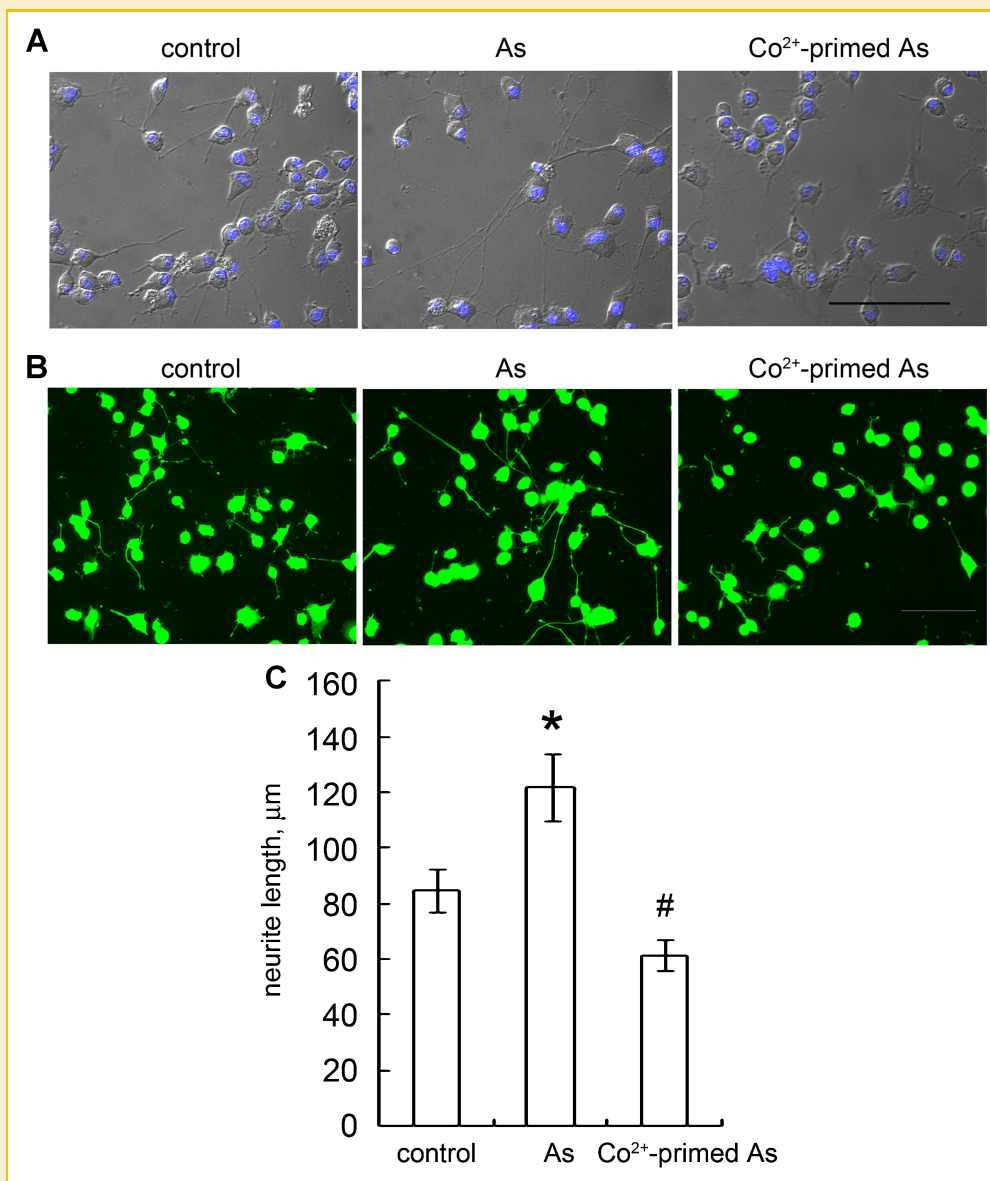 A
control As Co²⁺-primed As
B
control As Co²⁺-primed As
C
160
140
120
100
80
60
40
20
0
neurite length, μm
*
#
control As Co²⁺-primed As